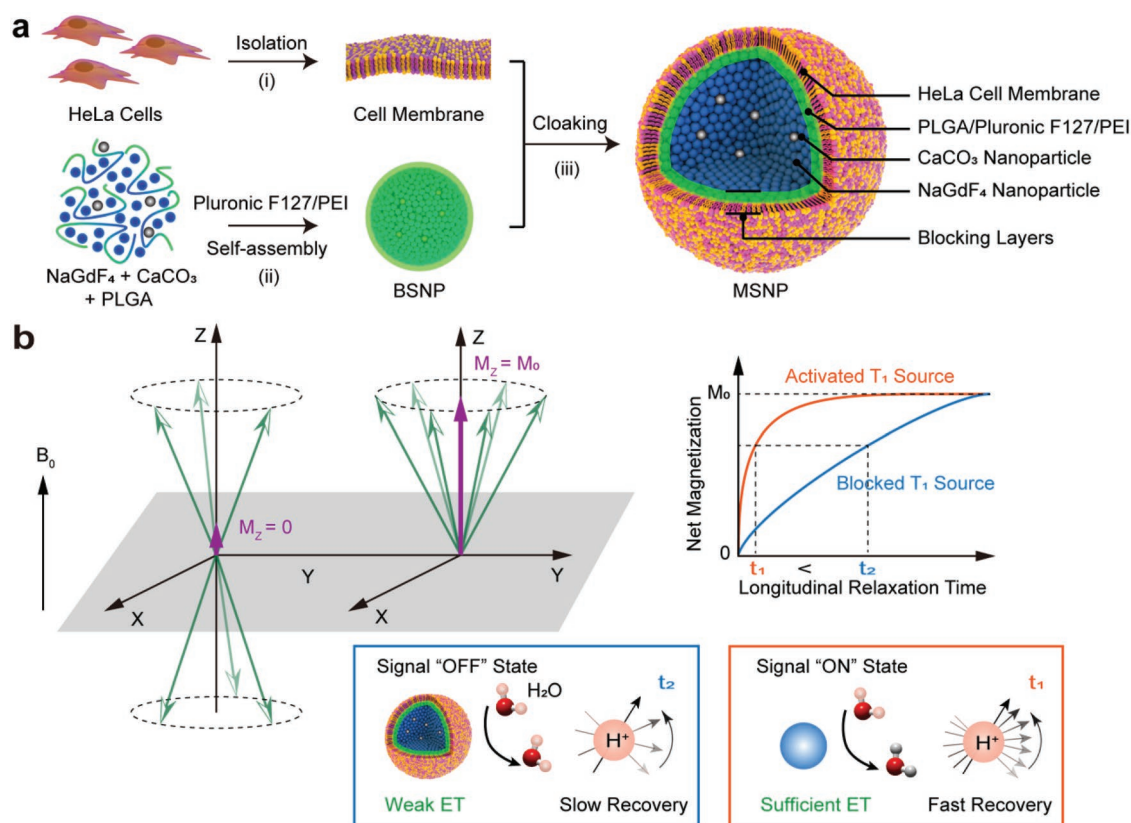 a
Isolation
(i)
HeLa Cells
Cell Membrane
Cloaking
(iii)
Pluronic F127/PEI
Self-assembly
(ii)
NaGdF₄ + CaCO₃
+ PLGA
BSNP
HeLa Cell Membrane
PLGA/Pluronic F127/PEI
CaCO₃ Nanoparticle
NaGdF₄ Nanoparticle
Blocking Layers
MSNP
b
B₀
Z
M_Z = 0
Y
X
Z
M_Z = M₀
Y
X
Net Magnetization
M₀
0
Activated T₁ Source
Blocked T₁ Source
t₁ < t₂
Longitudinal Relaxation Time
Signal “OFF” State
H₂O
t₂
H⁺
Weak ET
Slow Recovery
Signal “ON” State
t₁
H⁺
Sufficient ET
Fast Recovery